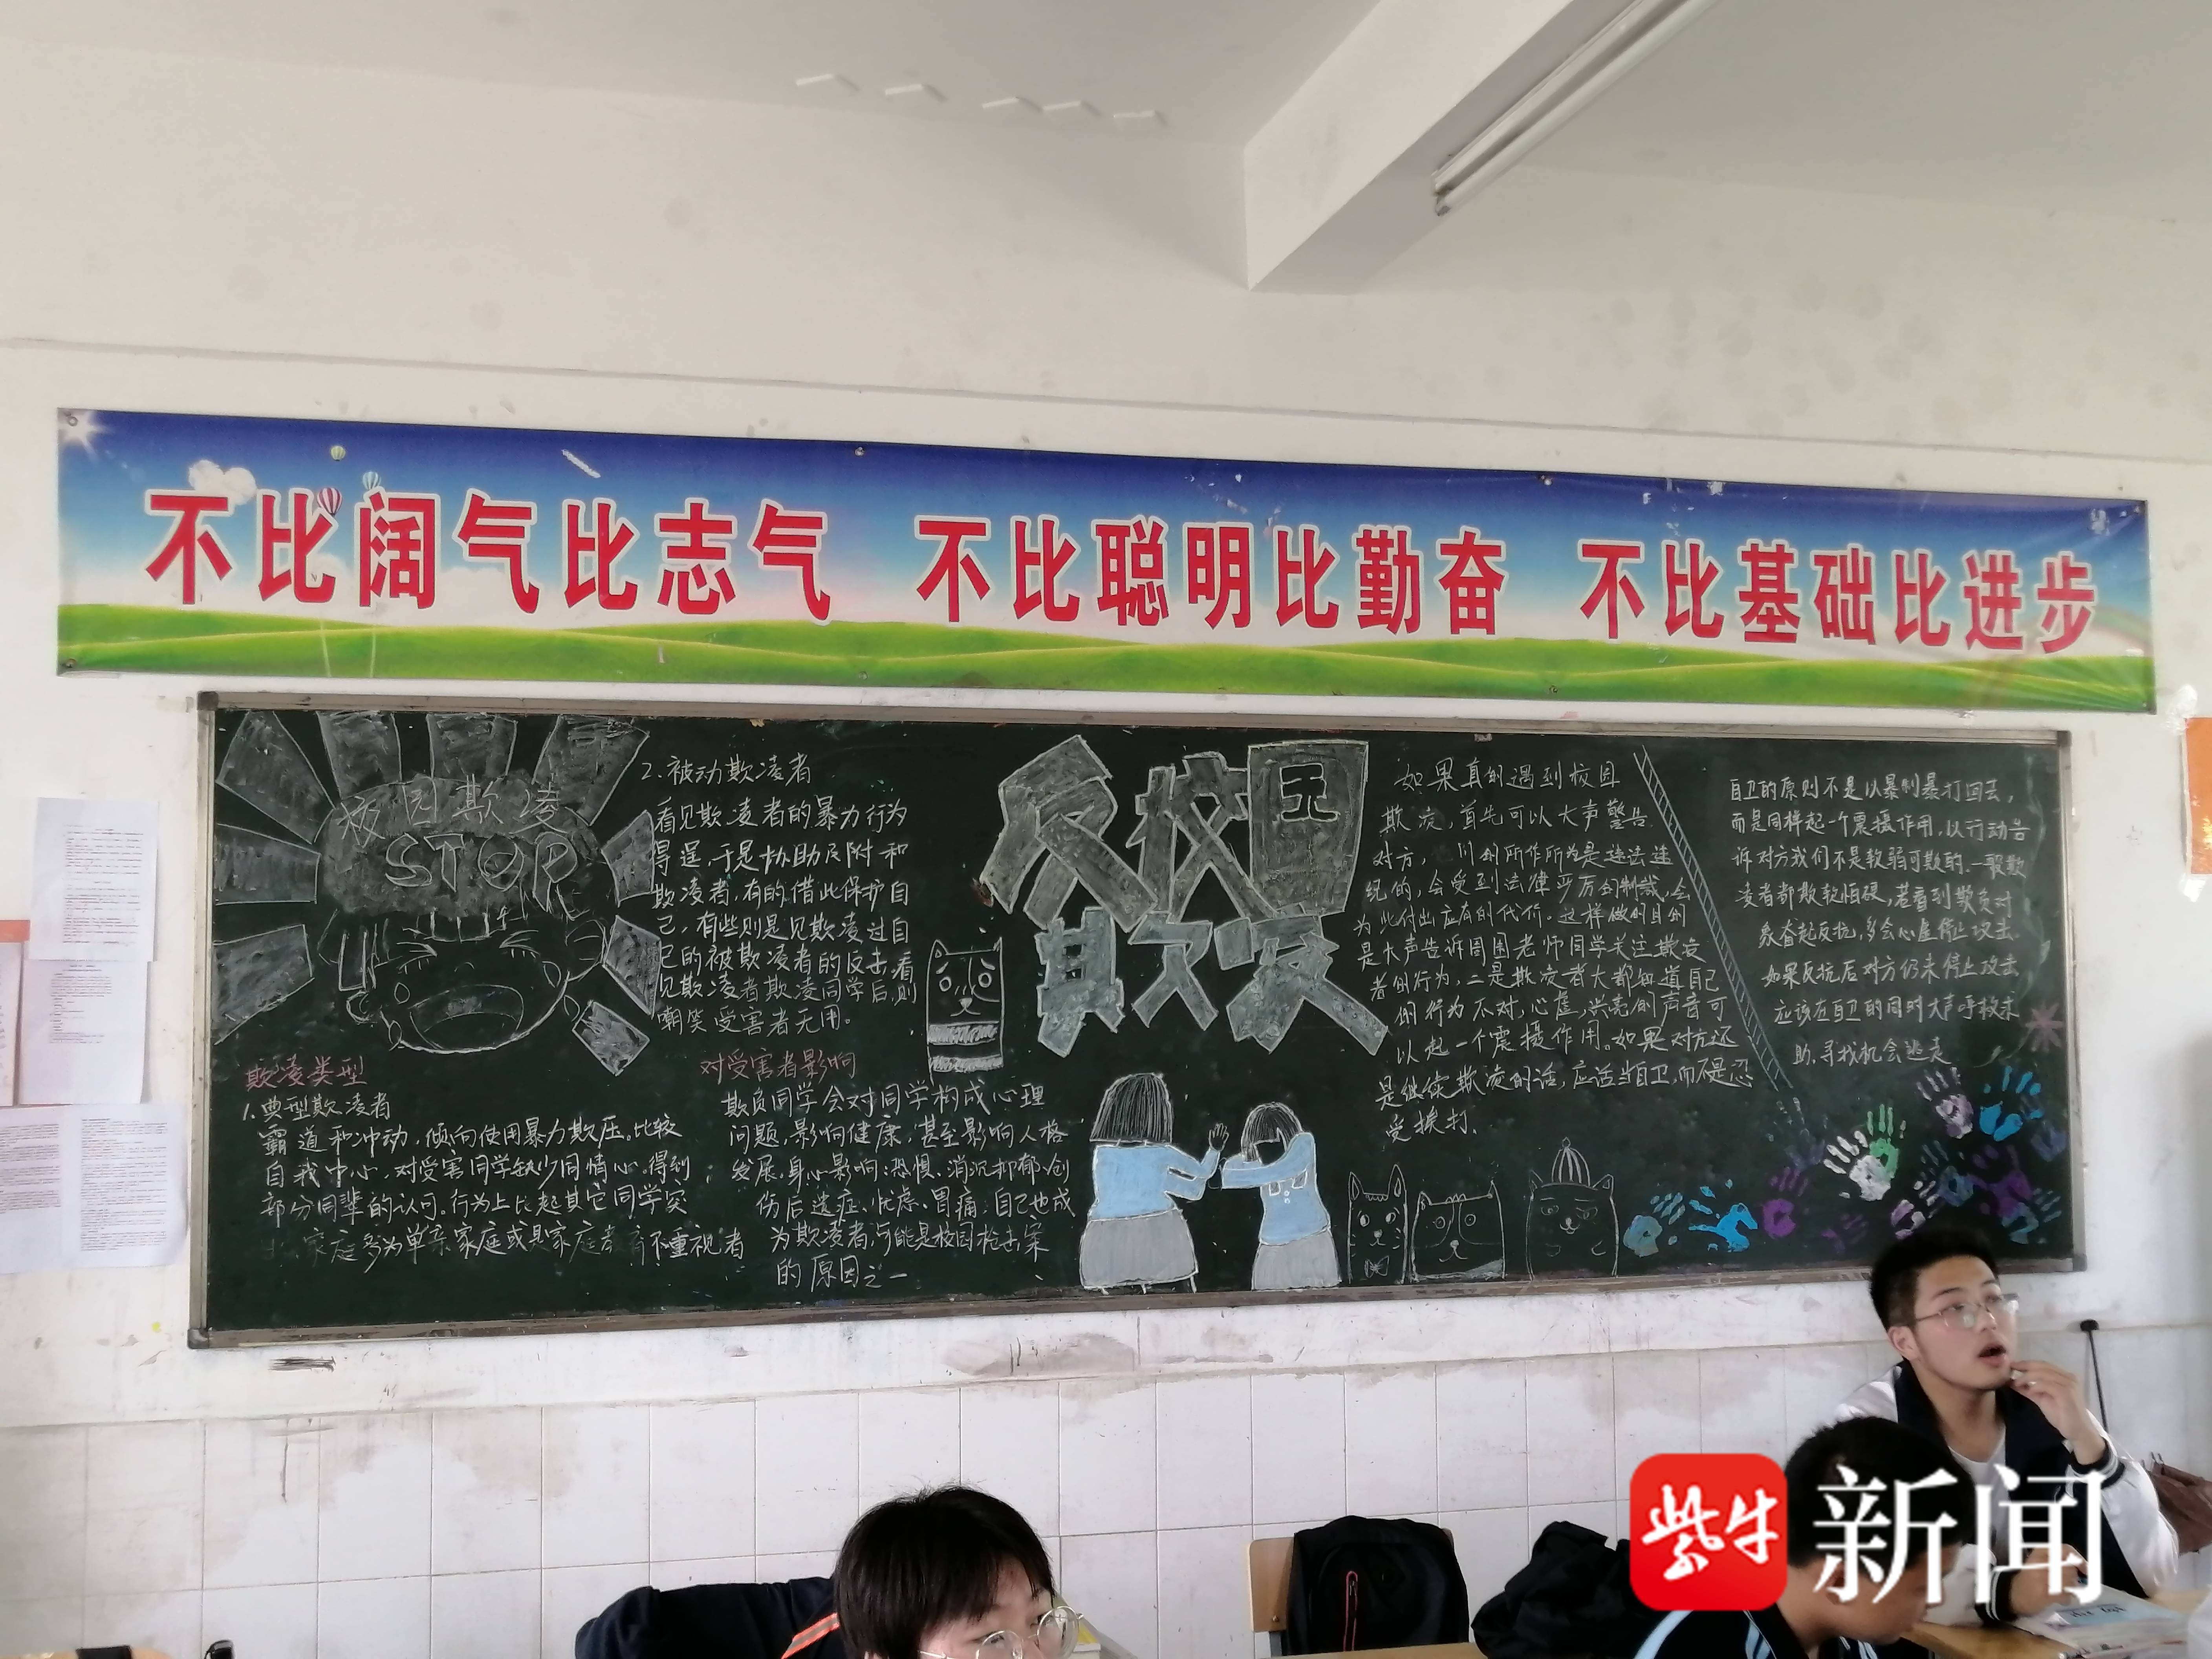 不比阔气比志气 不比聪明比勤奋 不比基础比进步
校园欺凌
STOP
欺凌类型
1.典型欺凌者
霸道和冲动,倾向使用暴力欺压。比较
自我中心,对受害同学缺少同情心。得到
部分同辈的认可。行为上比起其它同学突
家庭多为单亲家庭或具家庭 不重视者
2.被动欺凌者
看见欺凌者的暴力行为
得逞,于是协助及附和
欺凌者,有的借此保护自
己,有些则是见欺凌过自
己的被欺凌者的反击,看
见欺凌者欺凌同学后,则
嘲笑受害者无用。
对受害者影响
欺负同学会对同学构成心理
问题,影响健康,甚至影响人格
发展,身心影响:恐惧、消沉抑郁、创
伤后遗症、忧虑、胃痛;自己也成
为欺凌者,可能是校园枪击案
的原因之一
反校园
欺凌
如果真的遇到校园
欺凌,首先可以大声警告
对方, 们的所作所为是违法违
纪的,会受到法律严厉的制裁,会
为此付出应有的代价。这样做的目的
是大声告诉周围老师同学关注欺凌
者的行为,二是欺凌者大都知道自己
的行为不对,心虚,洪亮的声音可
以起一个震慑作用。如果对方还
是继续欺凌的话,应适当自卫,而不是忍
受挨打.
自卫的原则不是以暴制暴打回去,
而是同样起一个震摄作用,以行动告
诉对方我们不是软弱可欺的.一般欺
凌者都欺软怕硬,若看到欺负对
象奋起反抗,多会心虚停止攻击.
如果反抗后对方仍未停止攻击
应该在自卫的同时大声呼救求
助.寻找机会逃走
紫牛 新闻